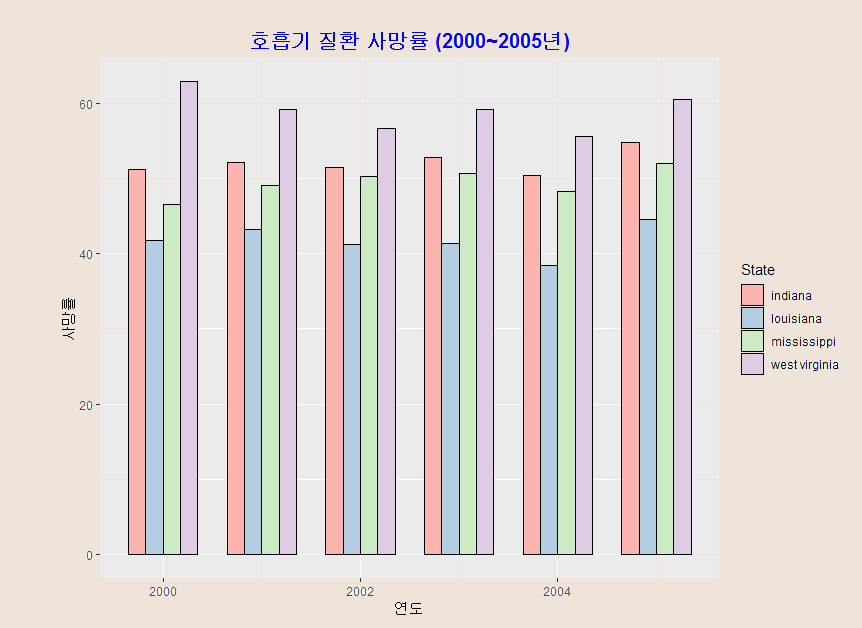 호흡기 질환 사망률 (2000~2005년)
60
40
20
0
사망률
2000
2002
2004
연도
State
indiana
louisiana
mississippi
west virginia